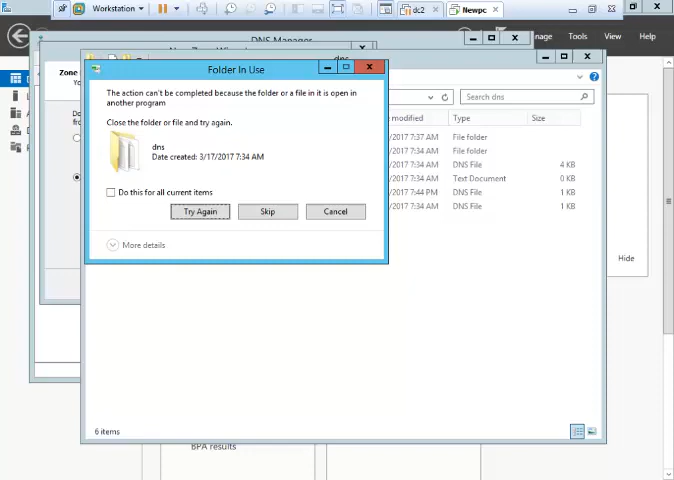 Workstation
dc2
Newpc
DNS Manager
dns
Manage
Tools
View
Help
Zone
Folder In Use
The action can't be completed because the folder or a file in it is open in
another program
Close the folder or file and try again.
dns
Date created: 3/17/2017 7:34 AM
Do this for all current items
Try Again
Skip
Cancel
More details
Search dns
modified
Type
Size
/2017 7:37 AM
File folder
/2017 7:34 AM
File folder
/2017 7:34 AM
DNS File
4 KB
/2017 7:34 AM
Text Document
0 KB
/2017 7:44 PM
DNS File
1 KB
/2017 7:34 AM
DNS File
1 KB
Hide
6 items
BPA results